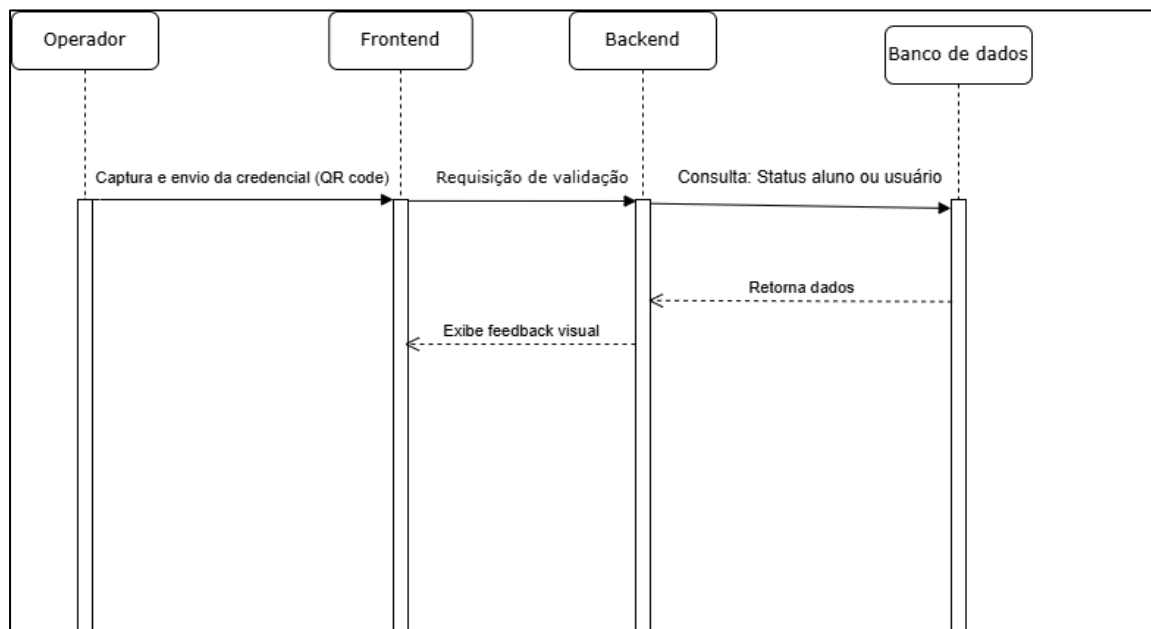 Operador
Frontend
Backend
Banco de dados
Captura e envio da credencial (QR code)
Requisição de validação
Consulta: Status aluno ou usuário
Retorna dados
Exibe feedback visual